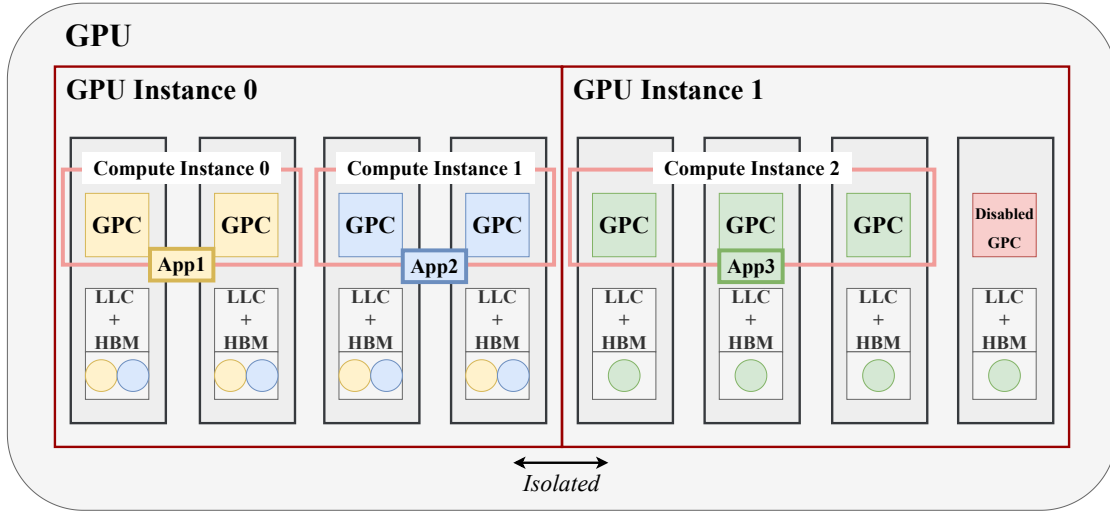 GPU
GPU Instance 0
GPU Instance 1
Compute Instance 0
Compute Instance 1
Compute Instance 2
GPC
GPC
GPC
GPC
GPC
GPC
GPC
Disabled
GPC
App1
App2
App3
LLC
+
HBM
LLC
+
HBM
LLC
+
HBM
LLC
+
HBM
LLC
+
HBM
LLC
+
HBM
LLC
+
HBM
LLC
+
HBM
Isolated